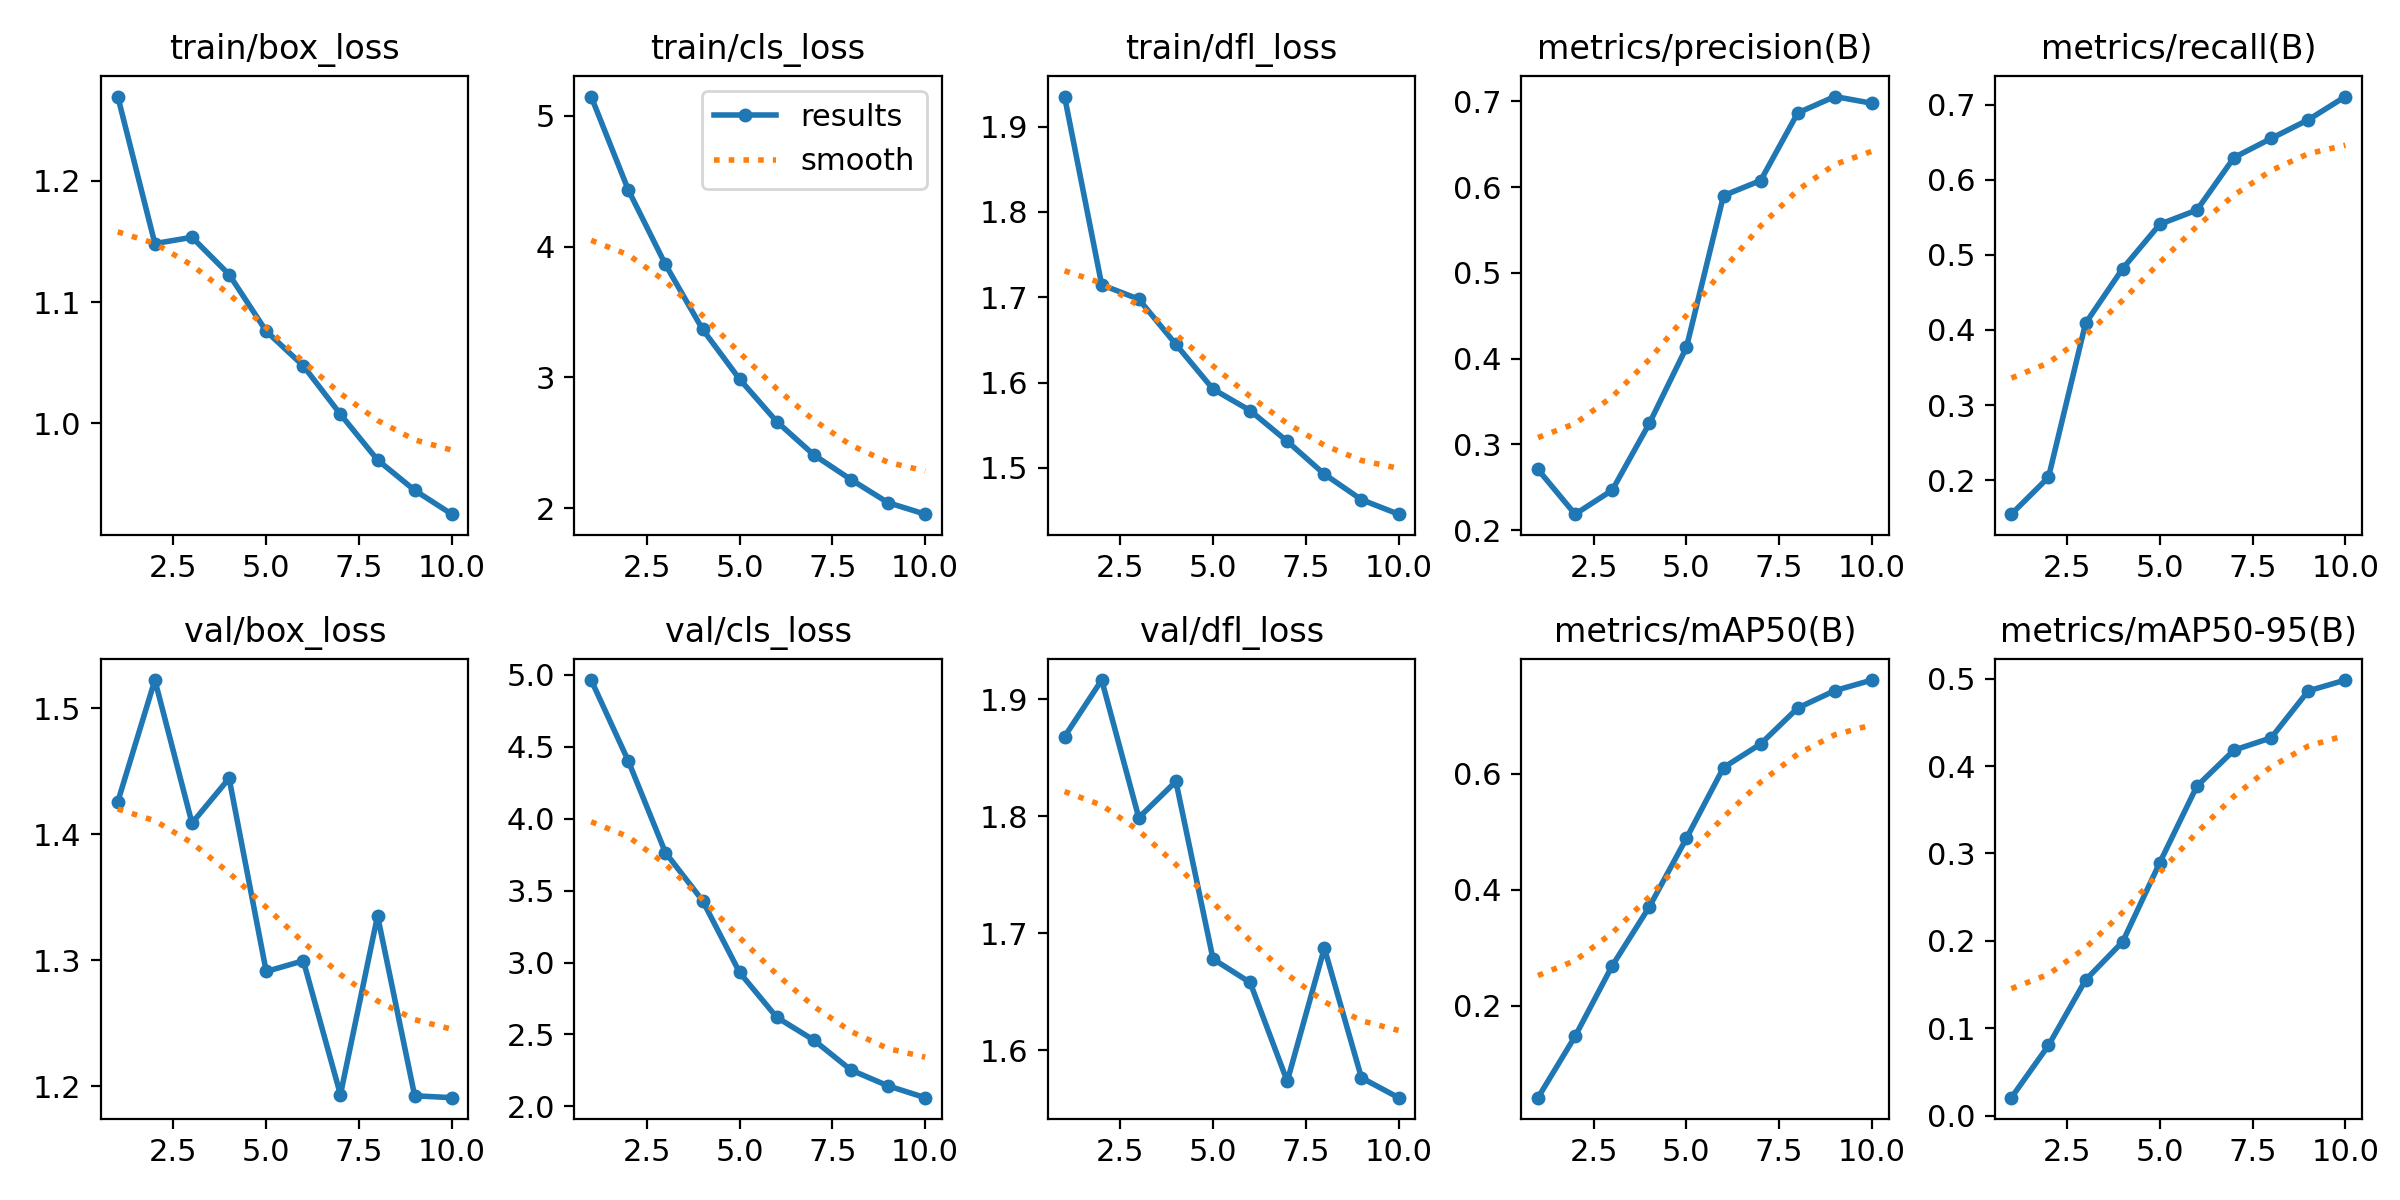 train/box_loss
1.2
1.1
1.0
2.5 5.0 7.5 10.0
train/cls_loss
results
smooth
5
4
3
2
2.5 5.0 7.5 10.0
train/dfl_loss
1.9
1.8
1.7
1.6
1.5
2.5 5.0 7.5 10.0
metrics/precision(B)
0.7
0.6
0.5
0.4
0.3
0.2
2.5 5.0 7.5 10.0
metrics/recall(B)
0.7
0.6
0.5
0.4
0.3
0.2
2.5 5.0 7.5 10.0
val/box_loss
1.5
1.4
1.3
1.2
2.5 5.0 7.5 10.0
val/cls_loss
5.0
4.5
4.0
3.5
3.0
2.5
2.0
2.5 5.0 7.5 10.0
val/dfl_loss
1.9
1.8
1.7
1.6
2.5 5.0 7.5 10.0
metrics/mAP50(B)
0.6
0.4
0.2
2.5 5.0 7.5 10.0
metrics/mAP50-95(B)
0.5
0.4
0.3
0.2
0.1
0.0
2.5 5.0 7.5 10.0